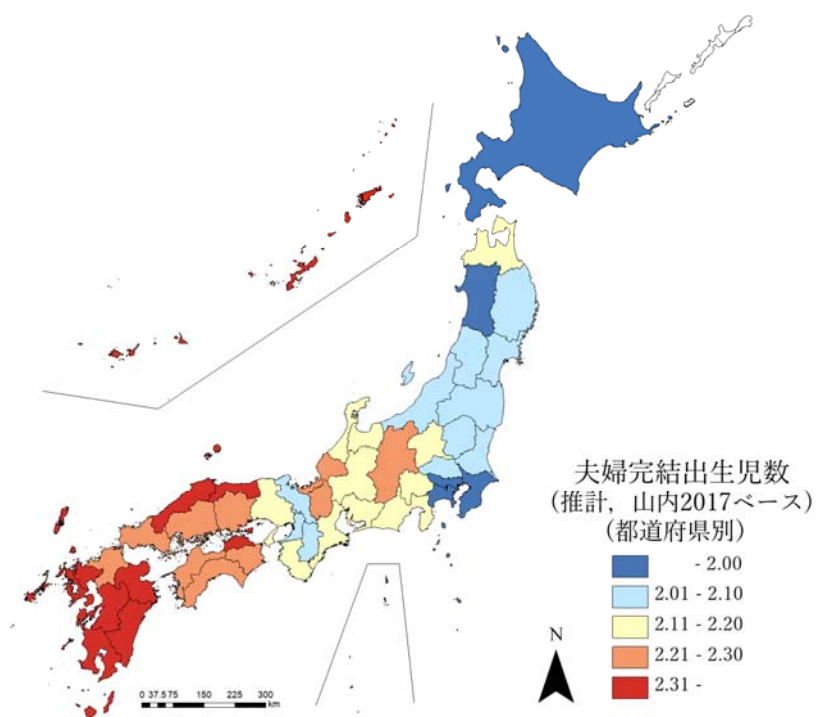 夫婦完結出生児数
(推計，山内2017ベース)
(都道府県別)
- 2.00
2.01 - 2.10
2.11 - 2.20
2.21 - 2.30
2.31 -
N
0 37.5 75 150 225 300
km